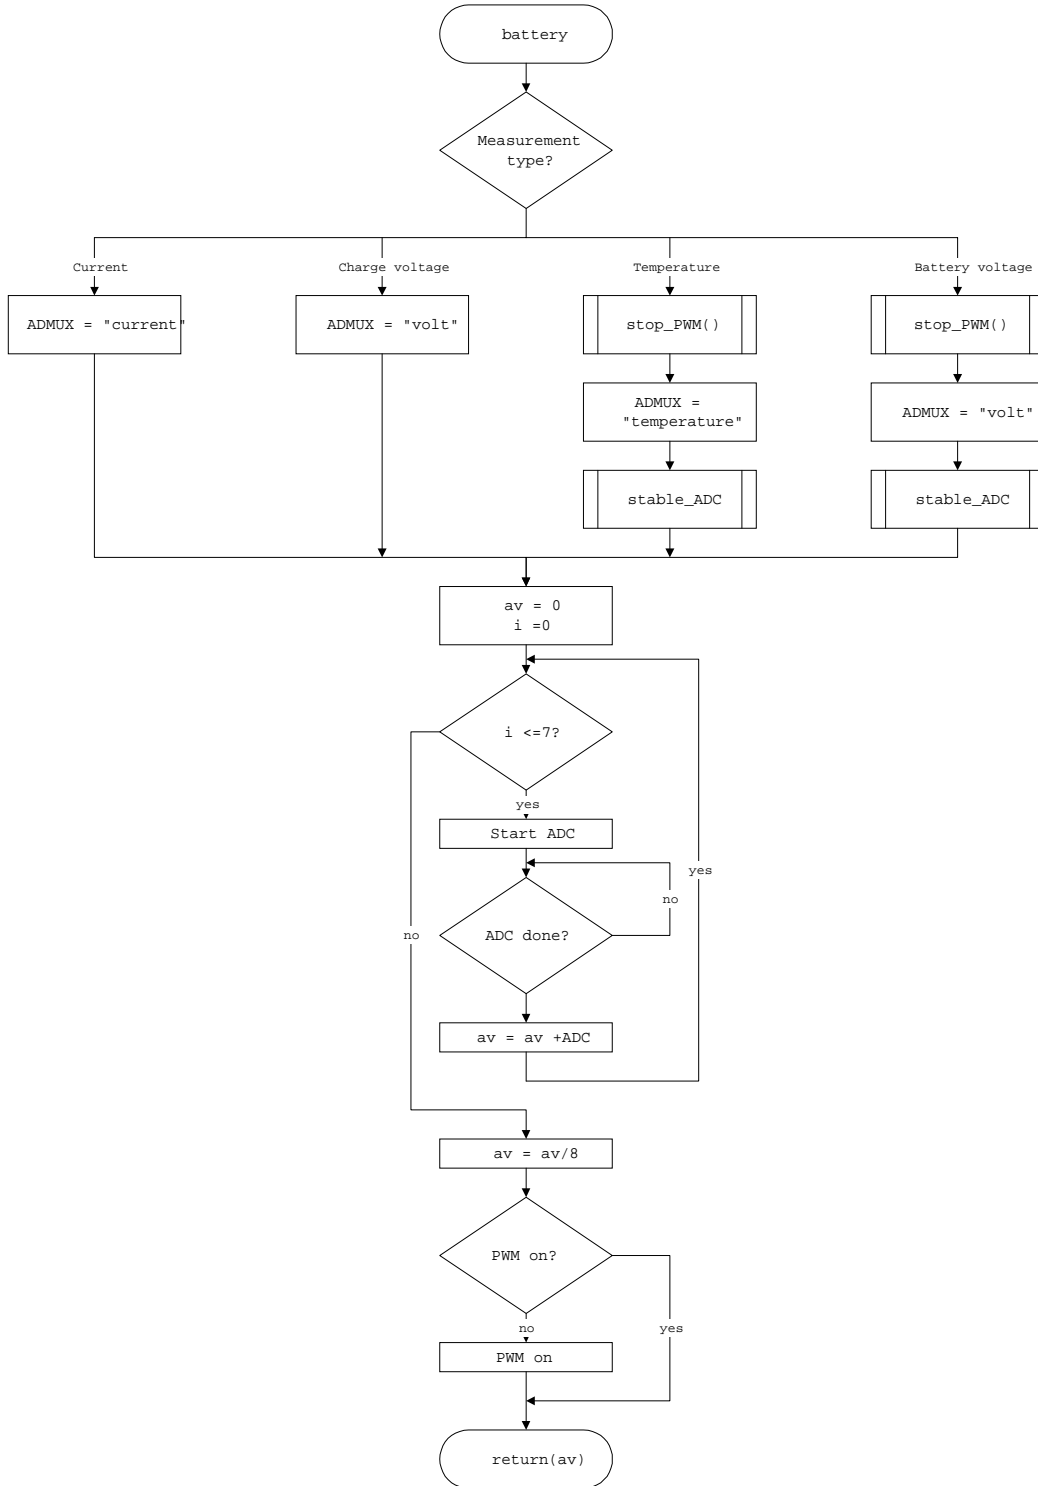 battery
Measurement
type?
Current
Charge voltage
Temperature
Battery voltage
ADMUX = "current"
ADMUX = "volt"
stop_PWM()
stop_PWM()
ADMUX =
"temperature"
ADMUX = "volt"
stable_ADC
stable_ADC
av = 0
i =0
i <=7?
yes
Start ADC
yes
no
no
ADC done?
av = av +ADC
av = av/8
PWM on?
no
yes
PWM on
return(av)